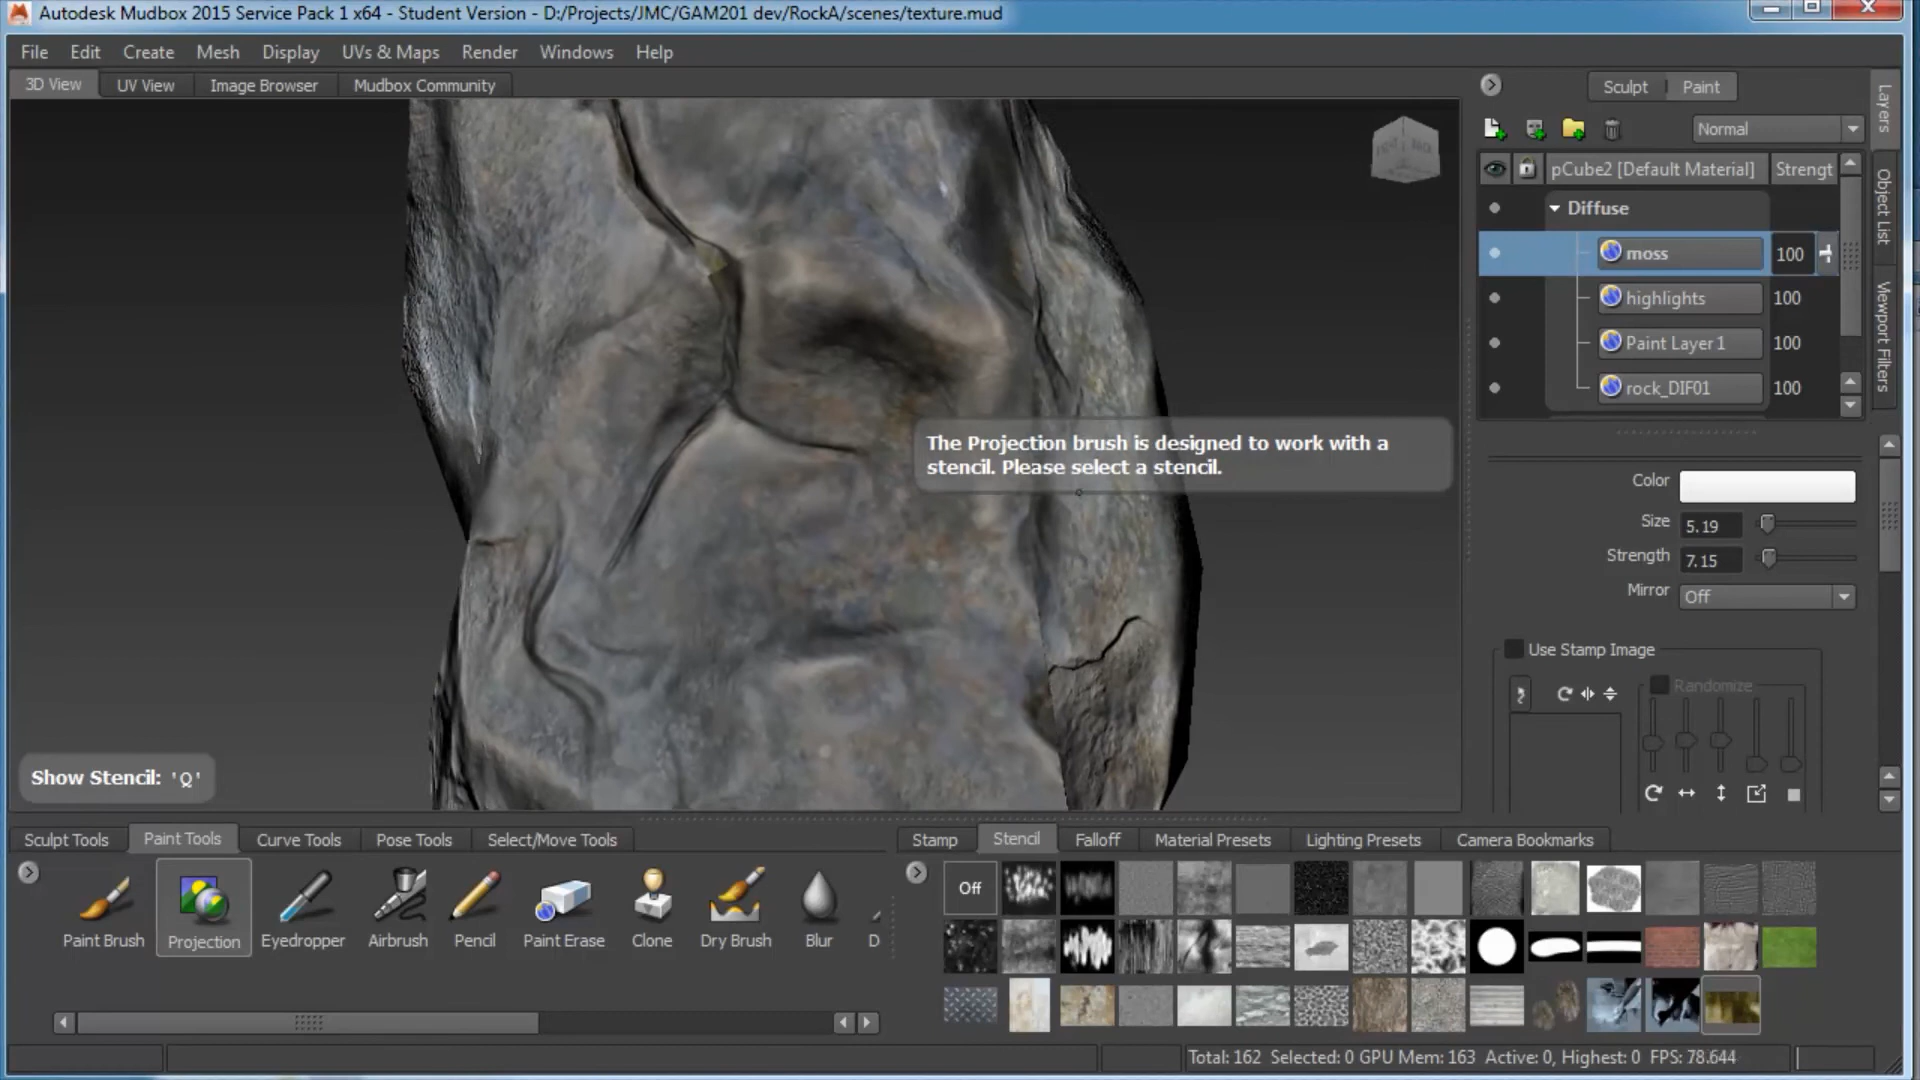 Autodesk Mudbox 2015 Service Pack 1 x64 - Student Version - D:/Projects/JMC/GAM201 dev/RockA/scenes/texture.mud
File Edit Create Mesh Display UVs & Maps Render Windows Help
3D View UV View Image Browser Mudbox Community
Sculpt Paint
Normal
pCube2 [Default Material] Strengt
Diffuse
moss 100
highlights 100
Paint Layer 1 100
rock_DIF01 100
Layers
Object List
Viewport Filters
The Projection brush is designed to work with a
stencil. Please select a stencil.
Color
Size 5.19
Strength 7.15
Mirror Off
Use Stamp Image
Randomize
Show Stencil: 'Q'
Sculpt Tools Paint Tools Curve Tools Pose Tools Select/Move Tools
Stamp Stencil Falloff Material Presets Lighting Presets Camera Bookmarks
Off
Paint Brush Projection Eyedropper Airbrush Pencil Paint Erase Clone Dry Brush Blur D
Total: 162 Selected: 0 GPU Mem: 163 Active: 0, Highest: 0 FPS: 78.644